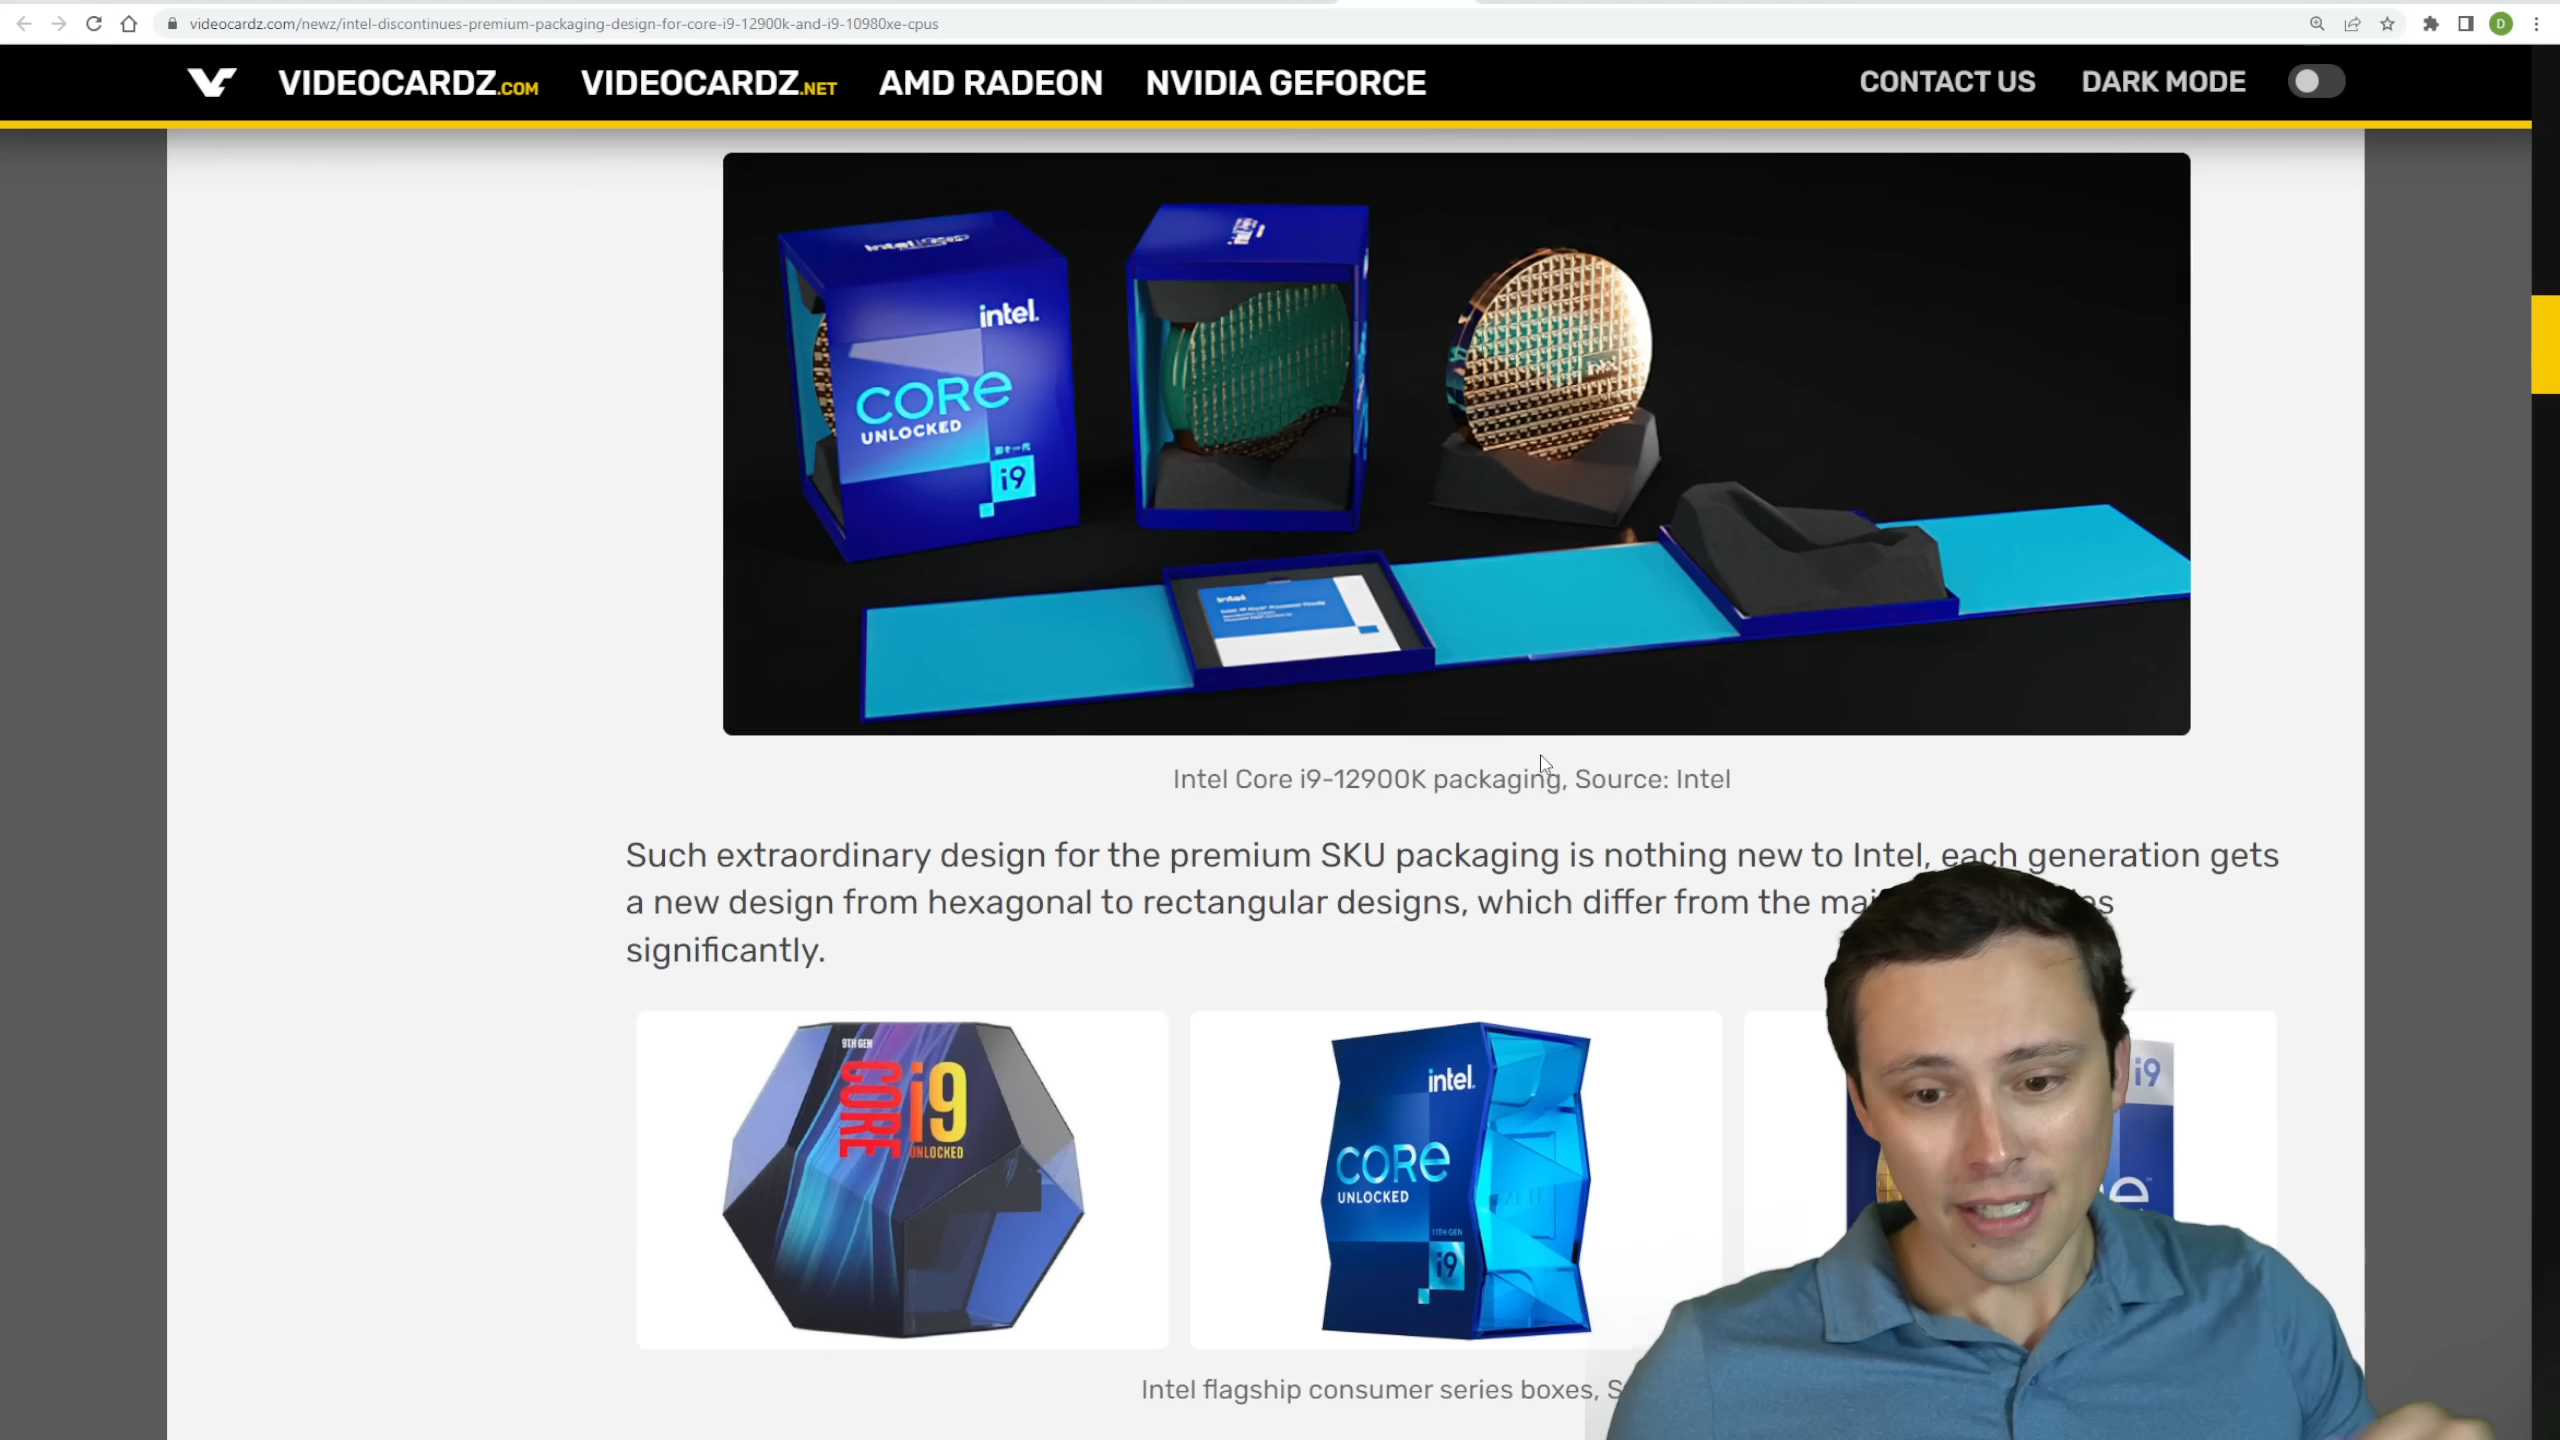 videocardz.com/newz/intel-discontinues-premium-packaging-design-for-core-i9-12900k-and-i9-10980xe-cpus
D
VIDEOCARDZ.COM VIDEOCARDZ.NET AMD RADEON NVIDIA GEFORCE CONTACT US DARK MODE
intel.
CORE
UNLOCKED
i9
intel
Intel Core i9-12900K packaging, Source: Intel
Such extraordinary design for the premium SKU packaging is nothing new to Intel, each generation gets
a new design from hexagonal to rectangular designs, which differ from the
significantly.
9TH GEN
CORE i9
UNLOCKED
intel.
CORE
UNLOCKED
11TH GEN
i9
i9
Intel flagship consumer series boxes,